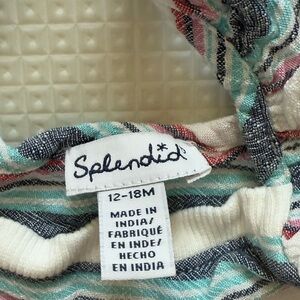 Splendid
12-18M
MADE IN
INDIA/
FABRIQUÉ
EN INDE/
HECHO
EN INDIA